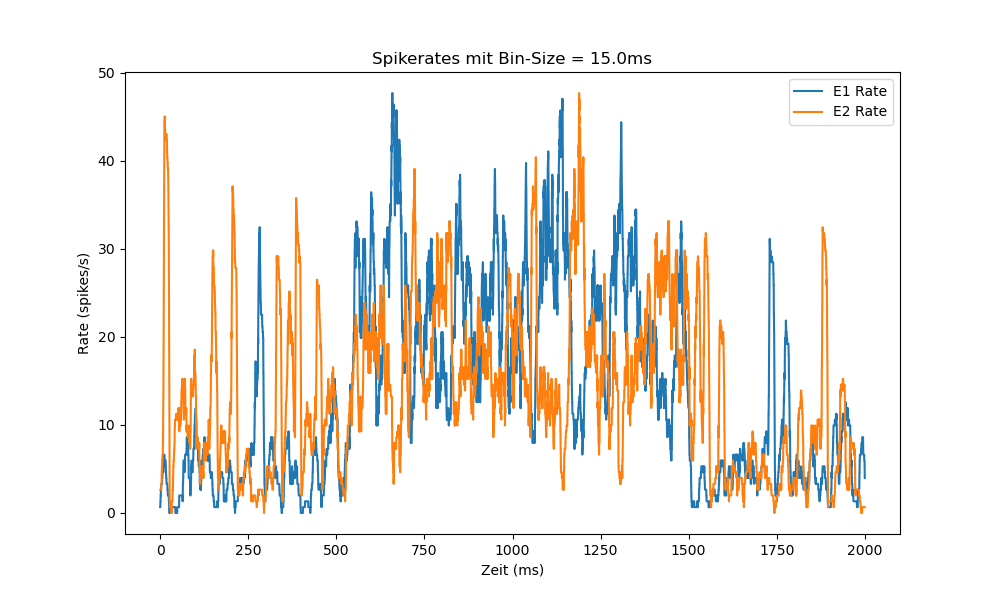 Spikerates mit Bin-Size = 15.0ms
E1 Rate
E2 Rate
Rate (spikes/s)
50
40
30
20
10
0
0 250 500 750 1000 1250 1500 1750 2000
Zeit (ms)